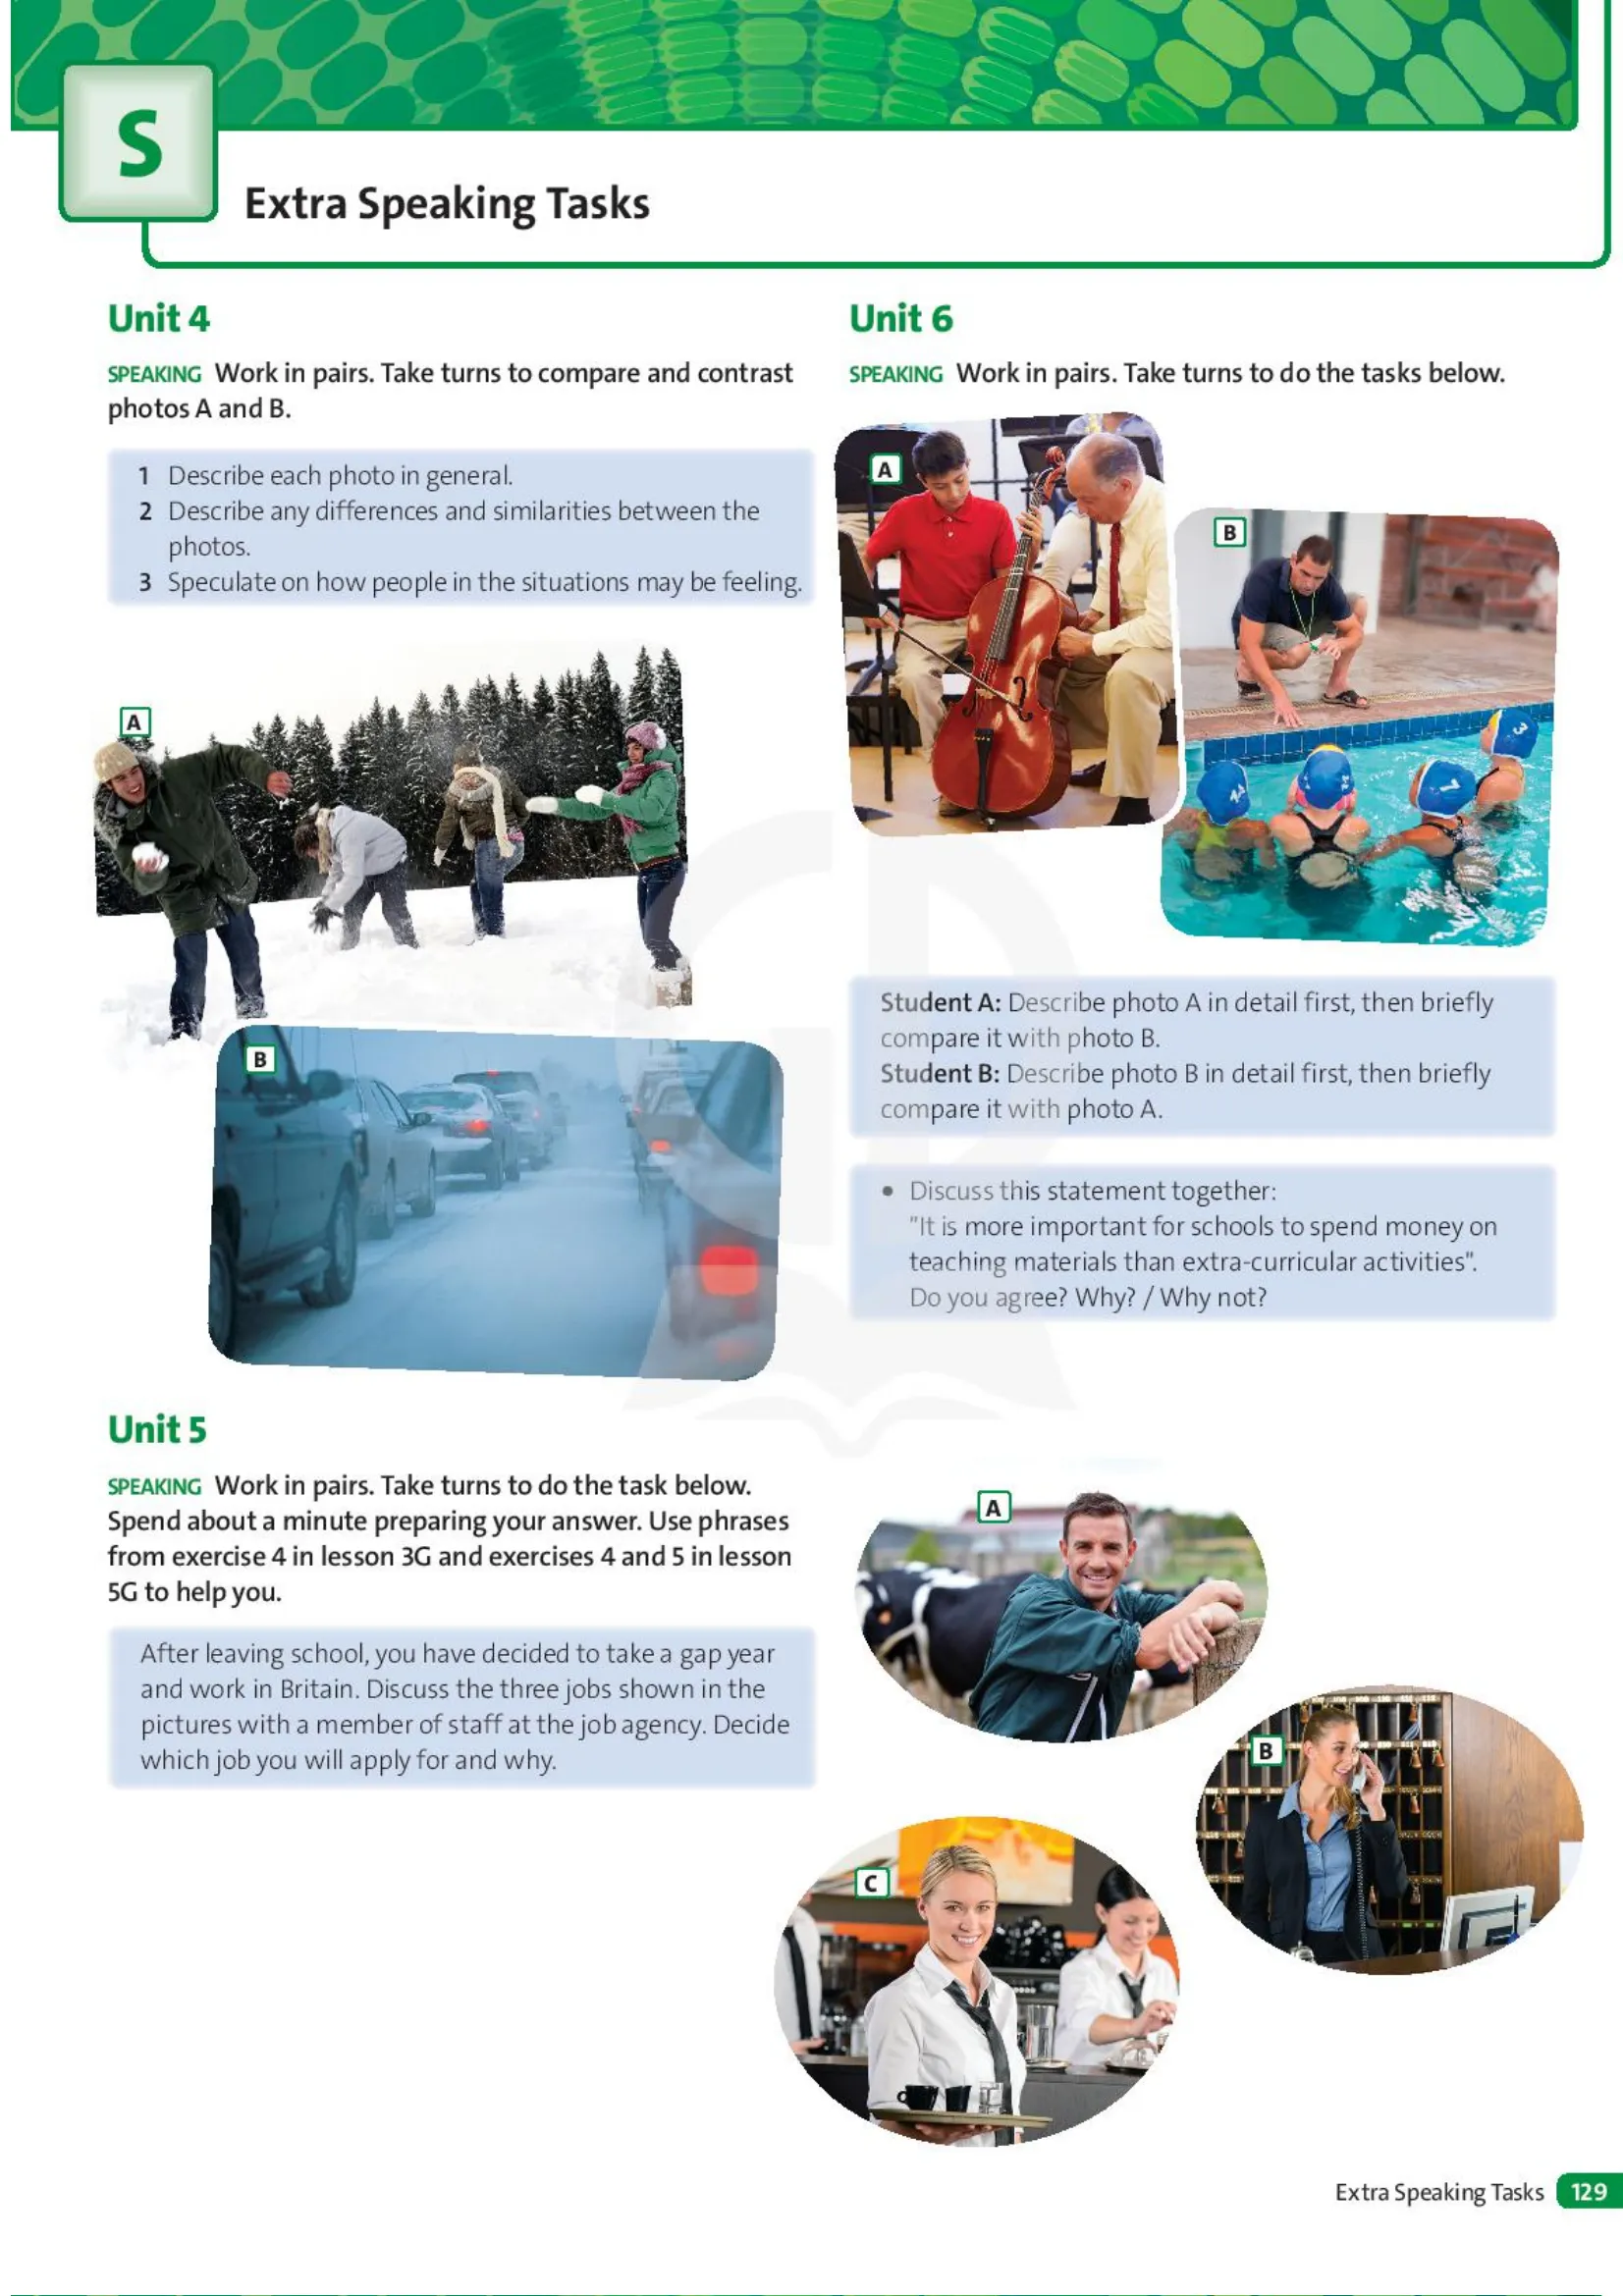 S
Extra Speaking Tasks
Unit 4
SPEAKING Work in pairs. Take turns to compare and contrast
photos A and B.
1 Describe each photo in general.
2 Describe any differences and similarities between the
photos.
3 Speculate on how people in the situations may be feeling.
A
B
Unit 5
SPEAKING Work in pairs. Take turns to do the task below.
Spend about a minute preparing your answer. Use phrases
from exercise 4 in lesson 3G and exercises 4 and 5 in lesson
5G to help you.
After leaving school, you have decided to take a gap year
and work in Britain. Discuss the three jobs shown in the
pictures with a member of staff at the job agency. Decide
which job you will apply for and why.
Unit 6
SPEAKING Work in pairs. Take turns to do the tasks below.
A
B
3
7
Student A: Describe photo A in detail first, then briefly
compare it with photo B.
Student B: Describe photo B in detail first, then briefly
compare it with photo A.
• Discuss this statement together:
"It is more important for schools to spend money on
teaching materials than extra-curricular activities".
Do you agree? Why? / Why not?
A
B
C
Extra Speaking Tasks 129